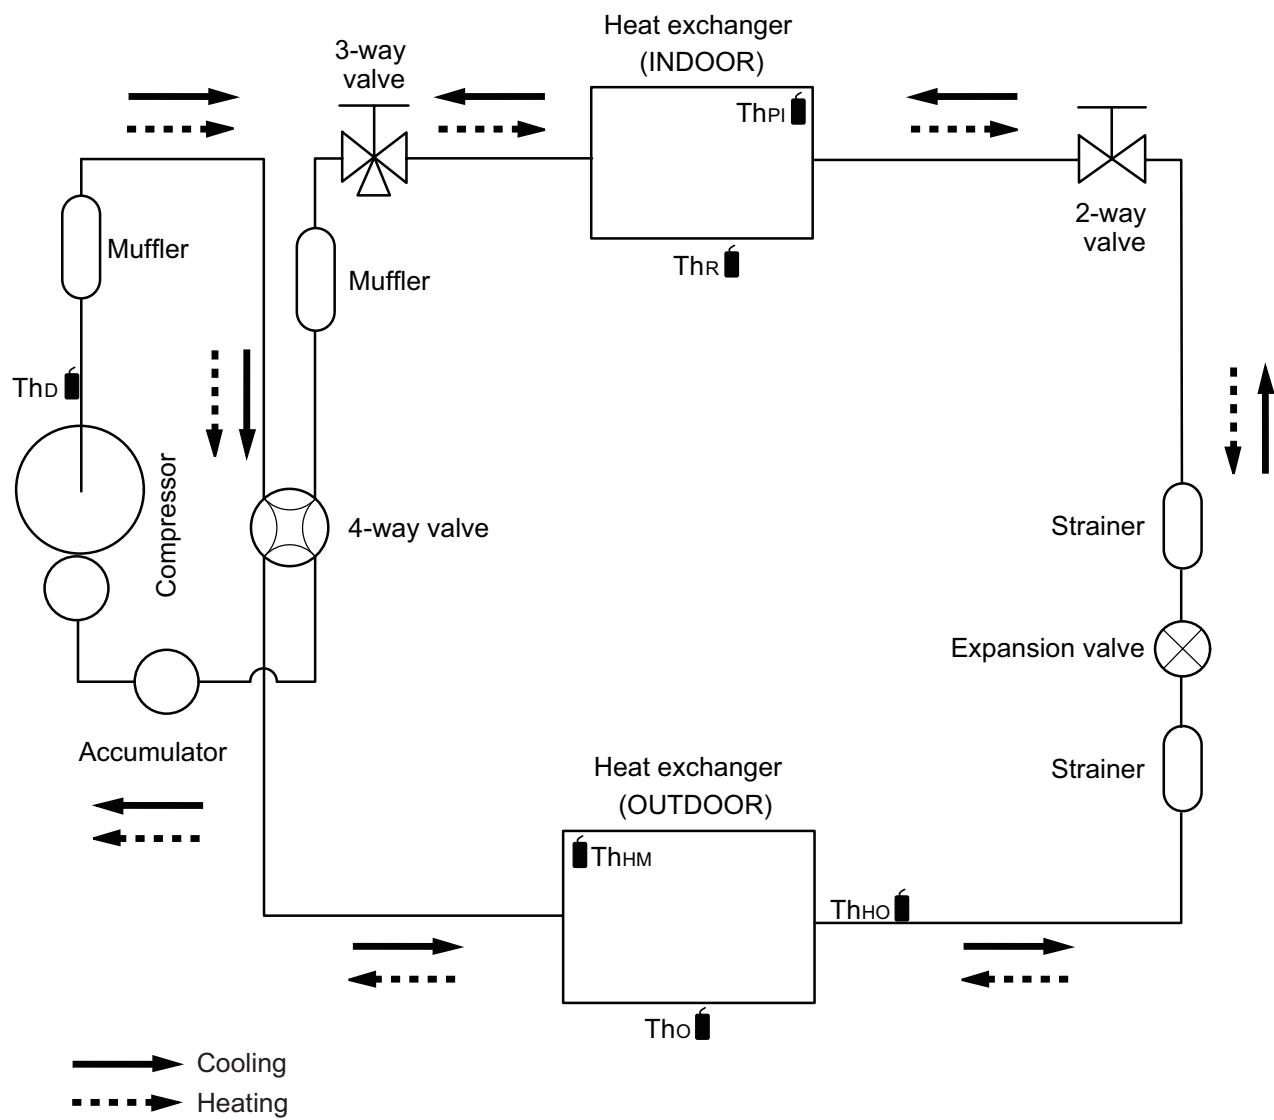 Heat exchanger
(INDOOR)
3-way
valve
ThPI
2-way
valve
Muffler
ThR
Muffler
ThD
Compressor
4-way valve
Strainer
Expansion valve
Accumulator
Heat exchanger
(OUTDOOR)
Strainer
ThHM
ThHO
ThO
Cooling
Heating